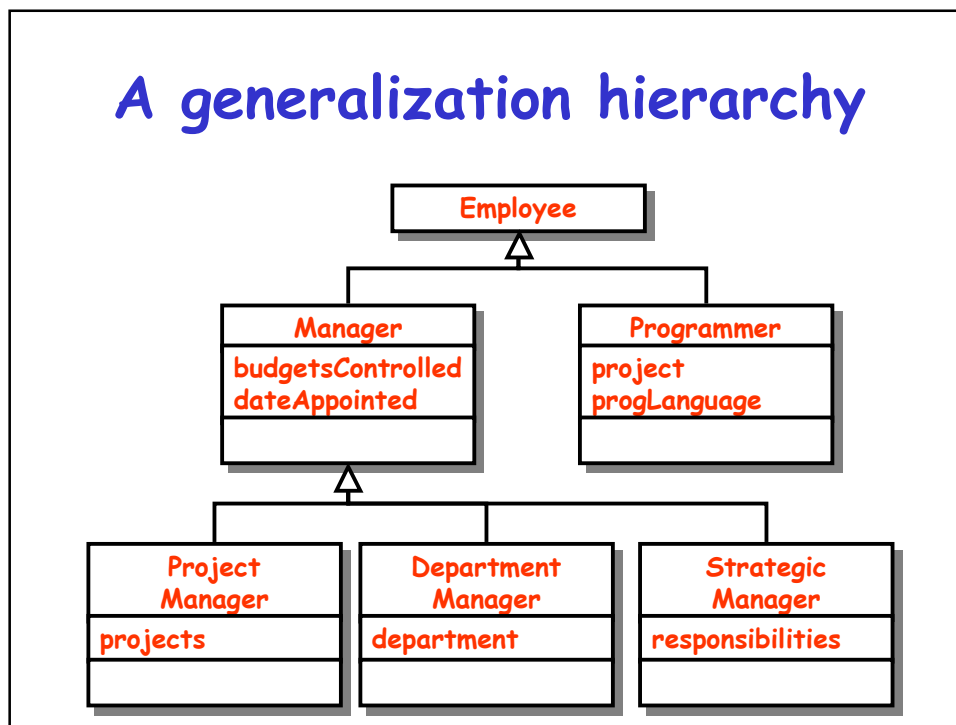 A generalization hierarchy
Employee
Manager
budgetsControlled
dateAppointed
Programmer
project
progLanguage
Project
Manager
projects
Department
Manager
department
Strategic
Manager
responsibilities